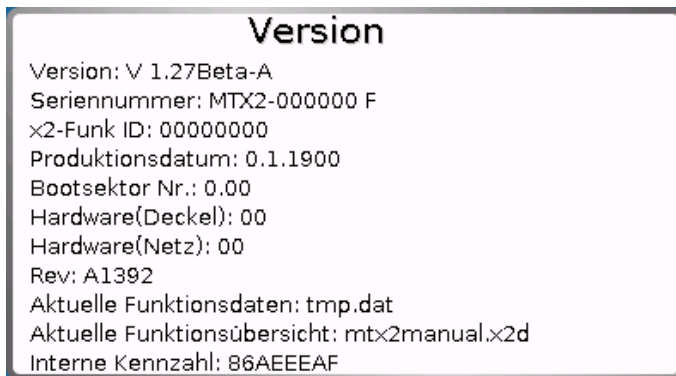 Version
Version: V 1.27Beta-A
Seriennummer: MTX2-000000 F
x2-Funk ID: 00000000
Produktionsdatum: 0.1.1900
Bootsektor Nr.: 0.00
Hardware(Deckel): 00
Hardware(Netz): 00
Rev: A1392
Aktuelle Funktionsdaten: tmp.dat
Aktuelle Funktionsübersicht: mtx2manual.x2d
Interne Kennzahl: 86AEEEAF